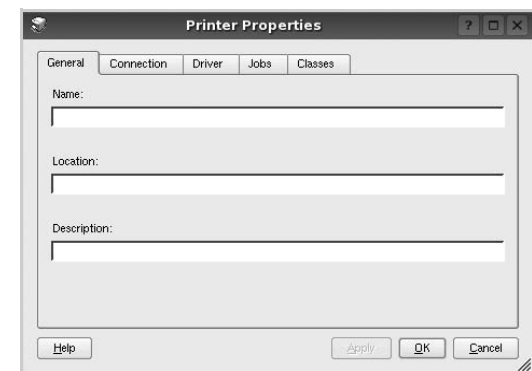 Printer Properties
General Connection Driver Jobs Classes
Name:
Location:
Description:
Help Apply OK Cancel